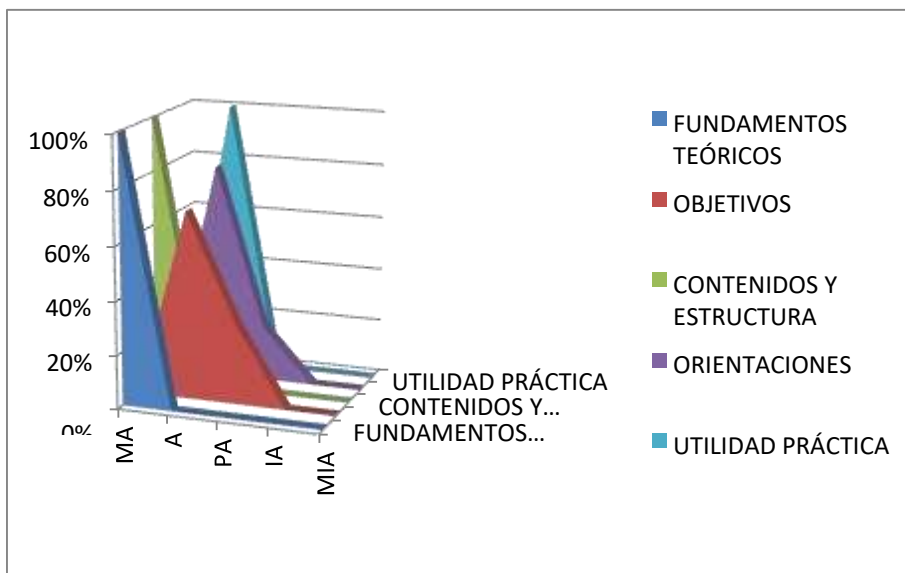 100%
80%
60%
40%
20%
0%
MA
A
PA
IA
MIA
UTILIDAD PRÁCTICA
CONTENIDOS Y...
FUNDAMENTOS...
FUNDAMENTOS
TEÓRICOS
OBJETIVOS
CONTENIDOS Y
ESTRUCTURA
ORIENTACIONES
UTILIDAD PRÁCTICA